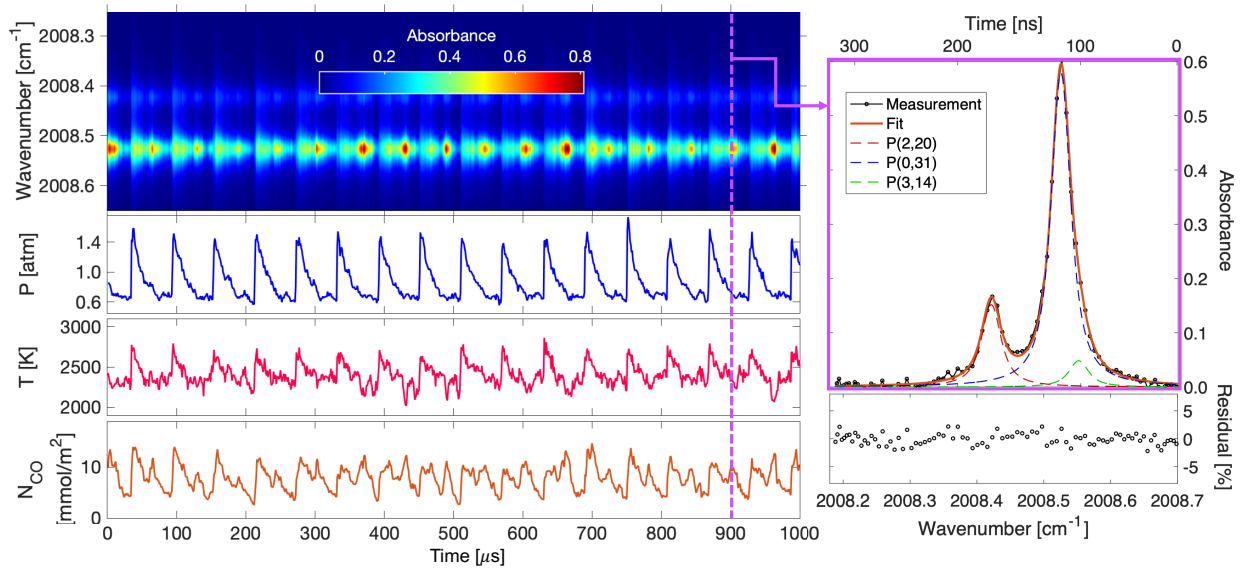 Absorbance
0 0.2 0.4 0.6 0.8
Wavenumber [cm-1]
2008.3
2008.4
2008.5
2008.6
P [atm]
1.4
1.0
0.6
T [K]
3000
2500
2000
NCO
[mmol/m2]
10
0
0 100 200 300 400 500 600 700 800 900 1000
Time [μs]
Time [ns]
300 200 100 0
Measurement
Fit
P(2,20)
P(0,31)
P(3,14)
0.6
0.5
0.4
0.3
0.2
0.1
0.0
Absorbance
5
0
-5
Residual [%]
2008.2 2008.3 2008.4 2008.5 2008.6 2008.7
Wavenumber [cm-1]